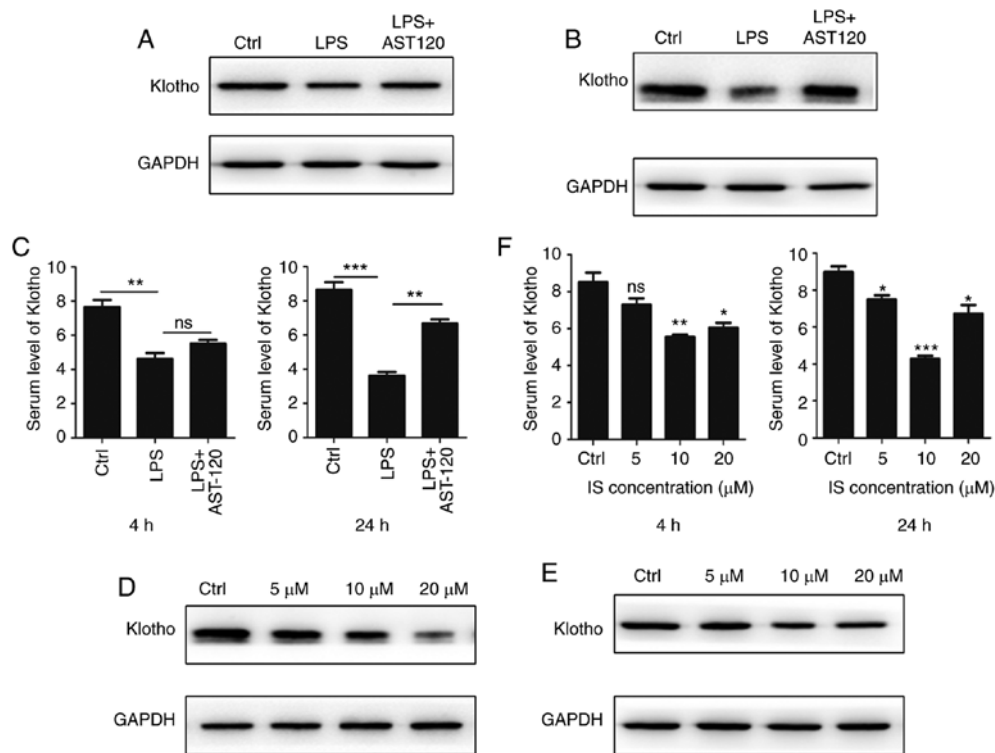 A
Ctrl LPS LPS+ AST120
Klotho
GAPDH
B
Ctrl LPS LPS+ AST120
Klotho
GAPDH
C
Serum level of Klotho
10
8
6
4
2
0
**
ns
Ctrl
LPS
LPS+ AST-120
4 h
Serum level of Klotho
10
8
6
4
2
0
***
**
Ctrl
LPS
LPS+ AST-120
24 h
F
Serum level of Klotho
10
8
6
4
2
0
ns
**
*
Ctrl 5 10 20
IS concentration (μM)
4 h
Serum level of Klotho
10
8
6
4
2
0
*
***
*
Ctrl 5 10 20
IS concentration (μM)
24 h
D
Ctrl 5 μM 10 μM 20 μM
Klotho
GAPDH
E
Ctrl 5 μM 10 μM 20 μM
Klotho
GAPDH